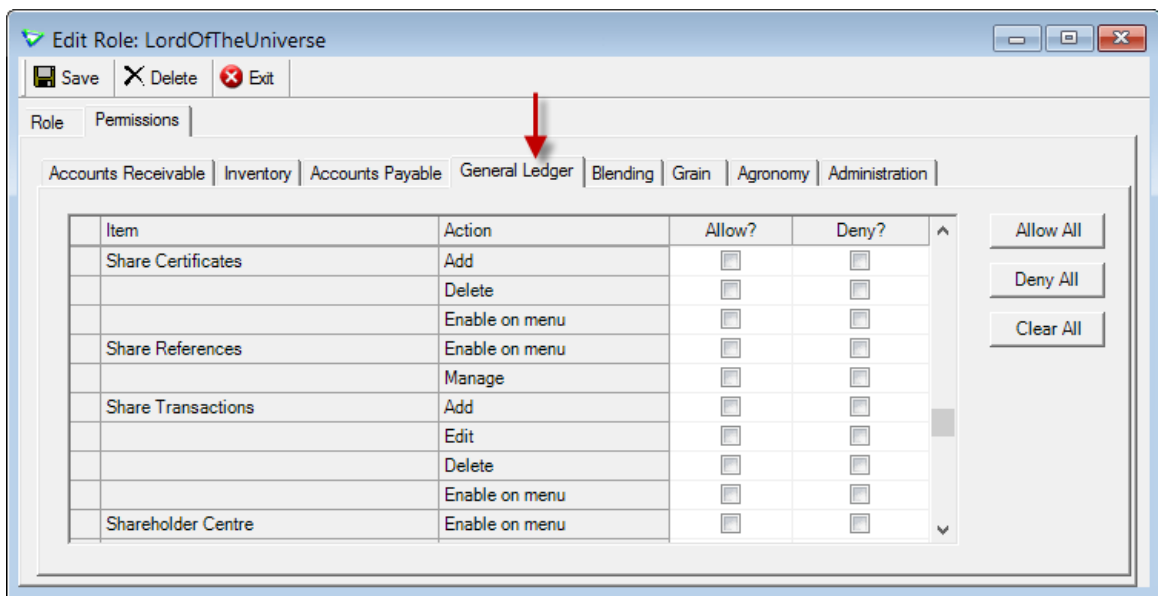 Edit Role: LordOfTheUniverse
Save Delete Exit
Role Permissions
Accounts Receivable Inventory Accounts Payable General Ledger Blending Grain Agronomy Administration
Item Action Allow? Deny?
Share Certificates Add
Delete
Enable on menu
Share References Enable on menu
Manage
Share Transactions Add
Edit
Delete
Enable on menu
Shareholder Centre Enable on menu
Allow All
Deny All
Clear All